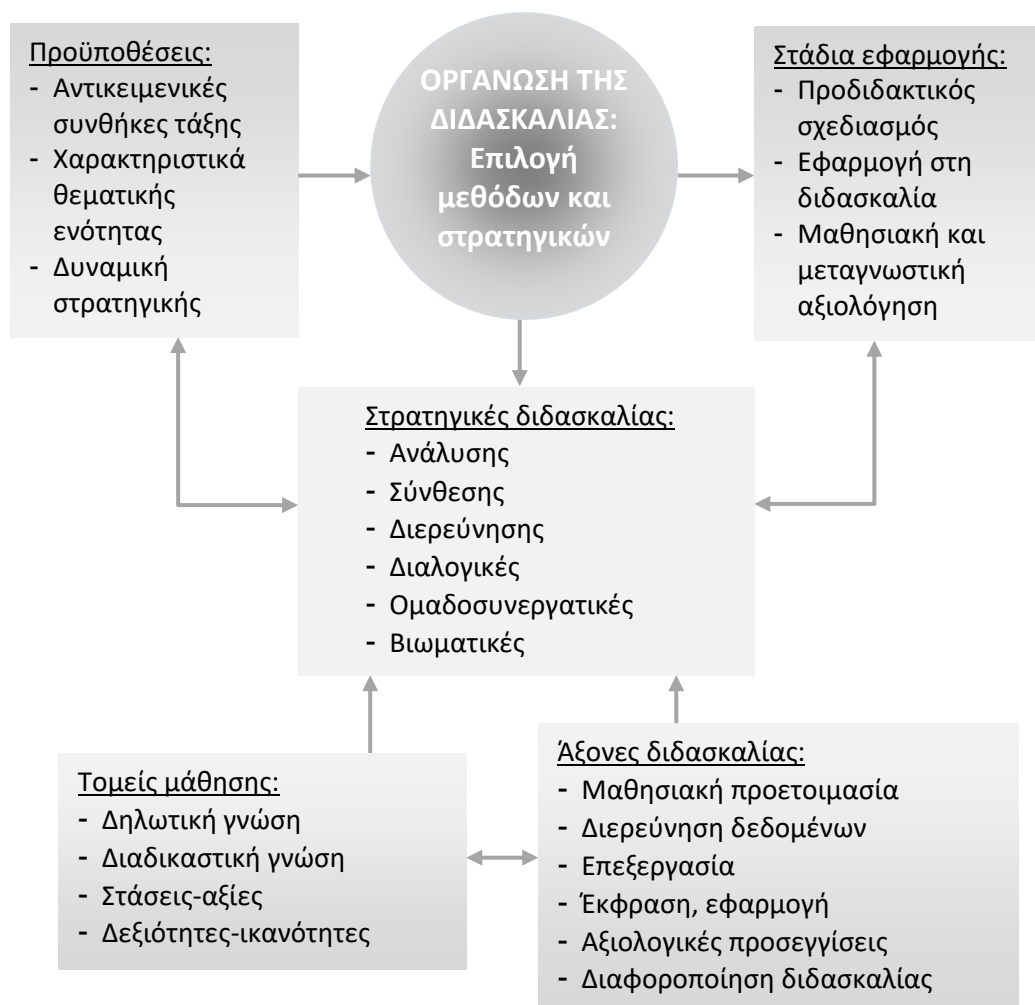 Προϋποθέσεις:
- Αντικειμενικές
συνθήκες τάξης
- Χαρακτηριστικά
θεματικής
ενότητας
- Δυναμική
στρατηγικής
ΟΡΓΑΝΩΣΗ ΤΗΣ
ΔΙΔΑΣΚΑΛΙΑΣ:
Επιλογή
μεθόδων και
στρατηγικών
Στάδια εφαρμογής:
- Προδιδακτικός
σχεδιασμός
- Εφαρμογή στη
διδασκαλία
- Μαθησιακή και
μεταγνωστική
αξιολόγηση
Στρατηγικές διδασκαλίας:
- Ανάλυσης
- Σύνθεσης
- Διερεύνησης
- Διαλογικές
- Ομαδοσυνεργατικές
- Βιωματικές
Τομείς μάθησης:
- Δηλωτική γνώση
- Διαδικαστική γνώση
- Στάσεις-αξίες
- Δεξιότητες-ικανότητες
Άξονες διδασκαλίας:
- Μαθησιακή προετοιμασία
- Διερεύνηση δεδομένων
- Επεξεργασία
- Έκφραση, εφαρμογή
- Αξιολογικές προσεγγίσεις
- Διαφοροποίηση διδασκαλίας